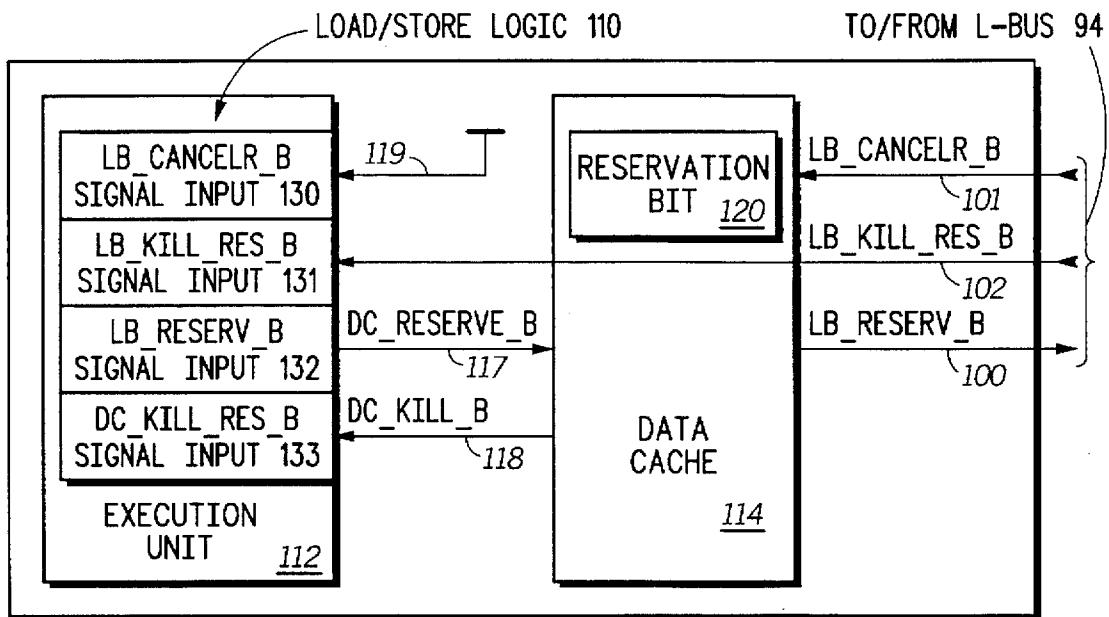 LOAD/STORE LOGIC 110
TO/FROM L-BUS 94
LB_CANCELR_B
SIGNAL INPUT 130
LB_KILL_RES_B
SIGNAL INPUT 131
LB_RESERV_B
SIGNAL INPUT 132
DC_KILL_RES_B
SIGNAL INPUT 133
EXECUTION
UNIT
112
119
DC_RESERVE_B
117
DC_KILL_B
118
RESERVATION
BIT
120
DATA
CACHE
114
LB_CANCELR_B
101
LB_KILL_RES_B
102
LB_RESERV_B
100